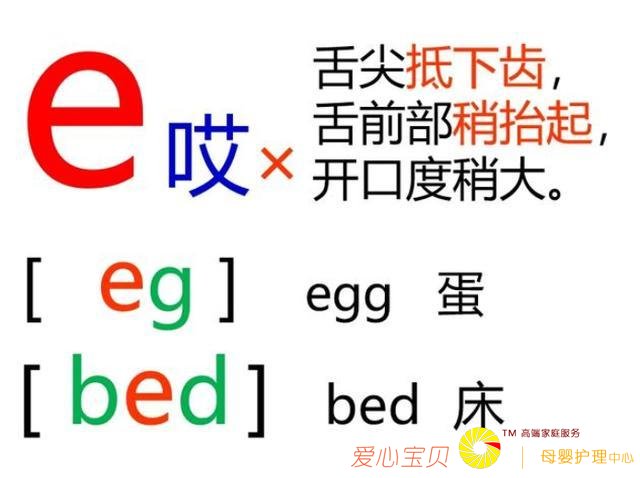 e 哎 ×
舌尖抵下齿，
舌前部稍抬起，
开口度稍大。
[ eg ] egg 蛋
[ bed ] bed 床
爱心宝贝 TM 高端家庭服务 | 母婴护理中心